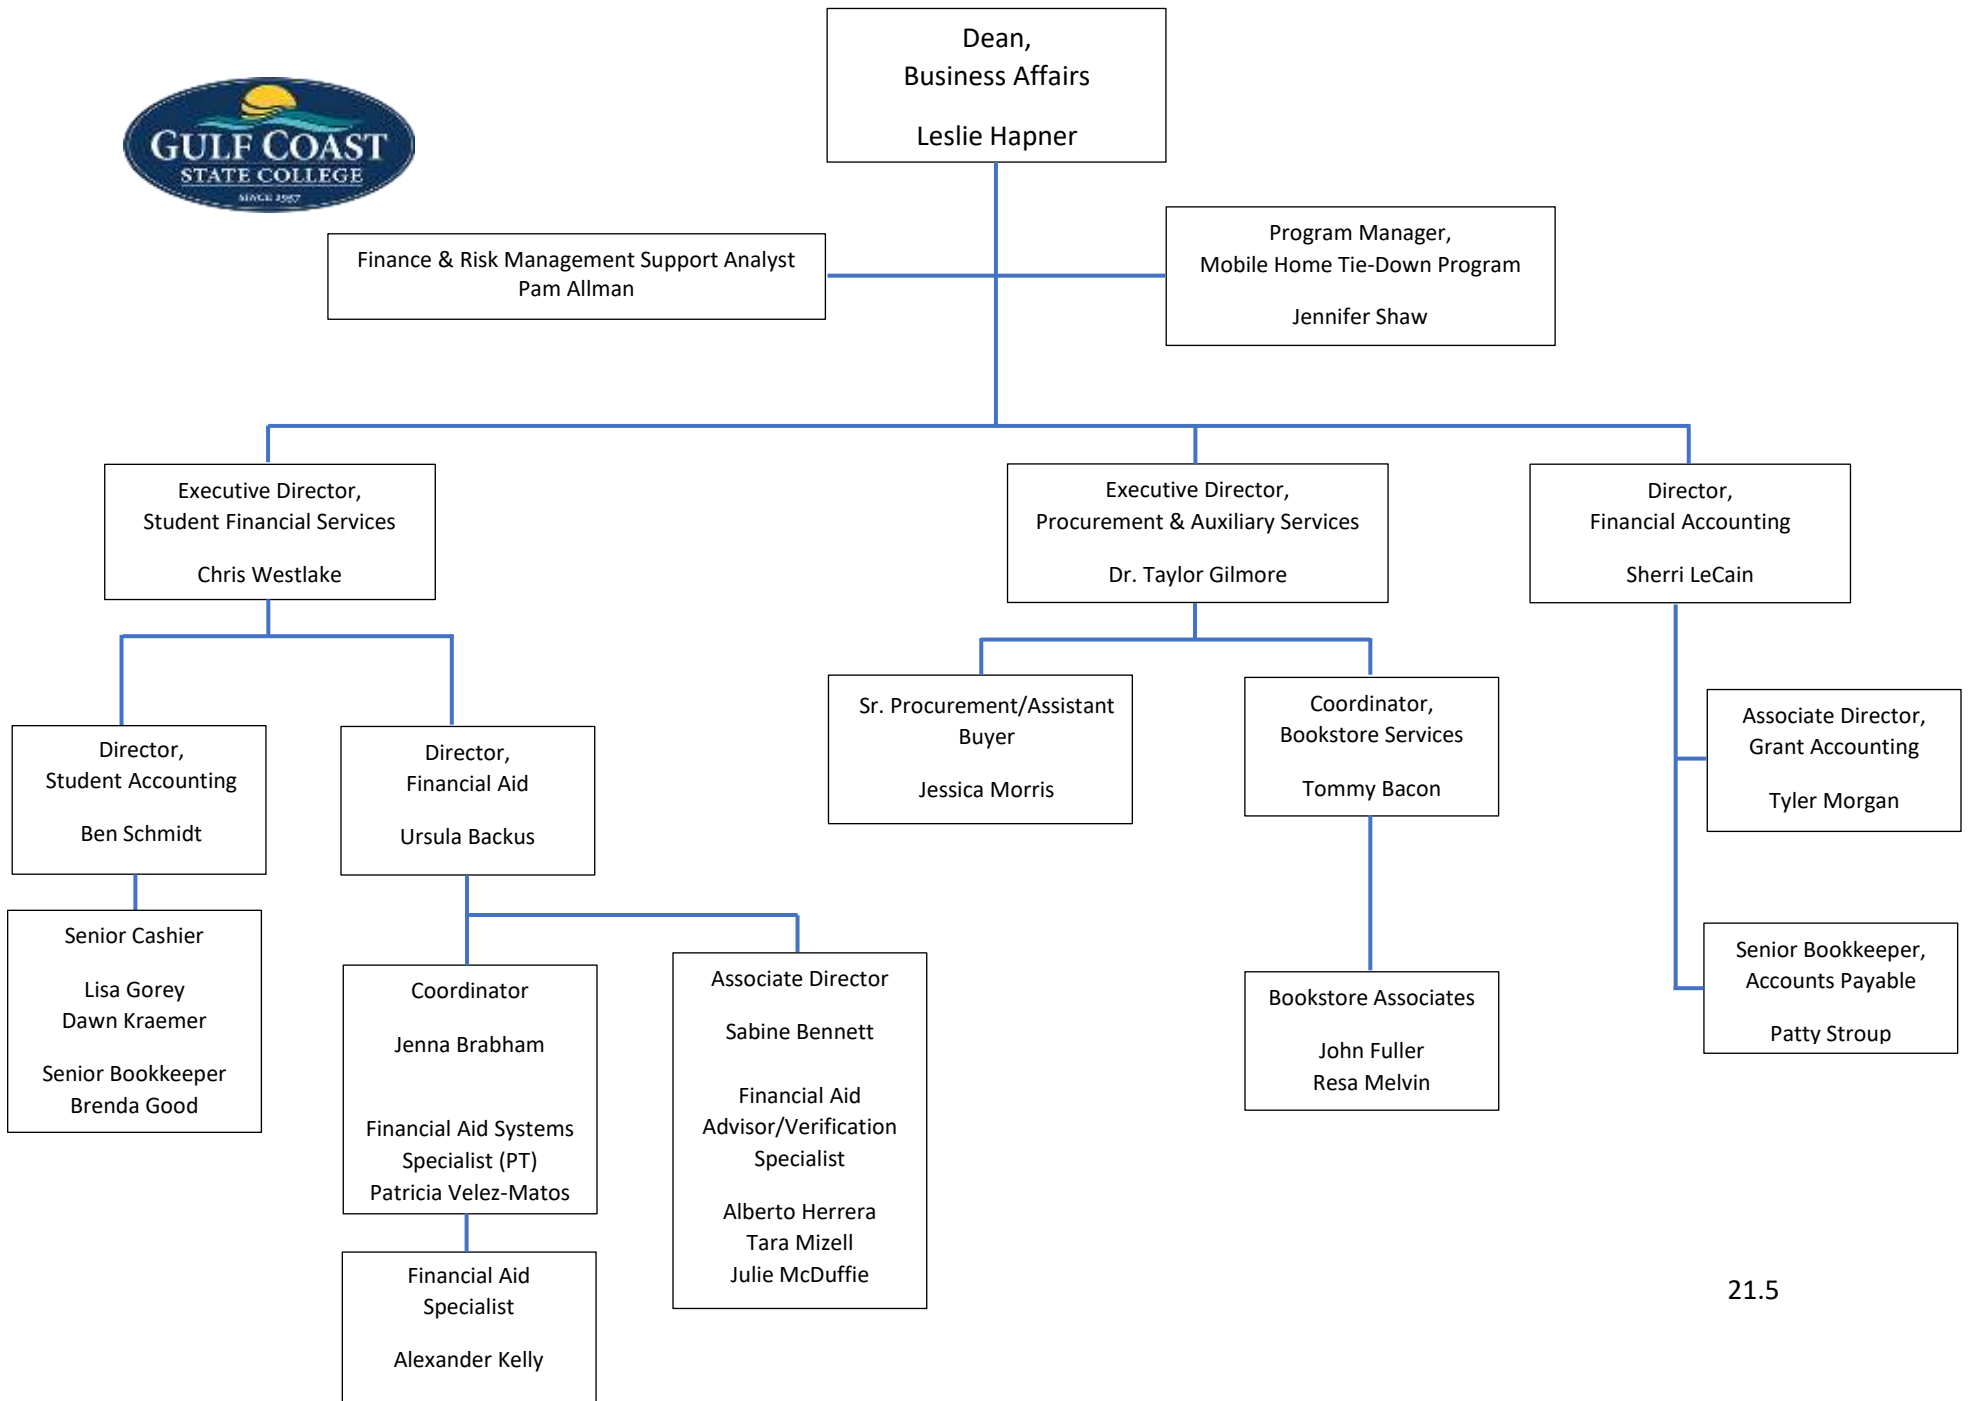 Dean,
Business Affairs
Leslie Hapner
GULF COAST
STATE COLLEGE
SINCE 1957
Finance & Risk Management Support Analyst
Pam Allman
Program Manager,
Mobile Home Tie-Down Program
Jennifer Shaw
Executive Director,
Student Financial Services
Chris Westlake
Executive Director,
Procurement & Auxiliary Services
Dr. Taylor Gilmore
Director,
Financial Accounting
Sherri LeCain
Director,
Student Accounting
Ben Schmidt
Director,
Financial Aid
Ursula Backus
Sr. Procurement/Assistant
Buyer
Jessica Morris
Coordinator,
Bookstore Services
Tommy Bacon
Associate Director,
Grant Accounting
Tyler Morgan
Senior Cashier
Lisa Gorey
Dawn Kraemer
Senior Bookkeeper
Brenda Good
Coordinator
Jenna Brabham
Financial Aid Systems
Specialist (PT)
Patricia Velez-Matos
Associate Director
Sabine Bennett
Financial Aid
Advisor/Verification
Specialist
Alberto Herrera
Tara Mizell
Julie McDuffie
Bookstore Associates
John Fuller
Resa Melvin
Senior Bookkeeper,
Accounts Payable
Patty Stroup
Financial Aid
Specialist
Alexander Kelly
21.5